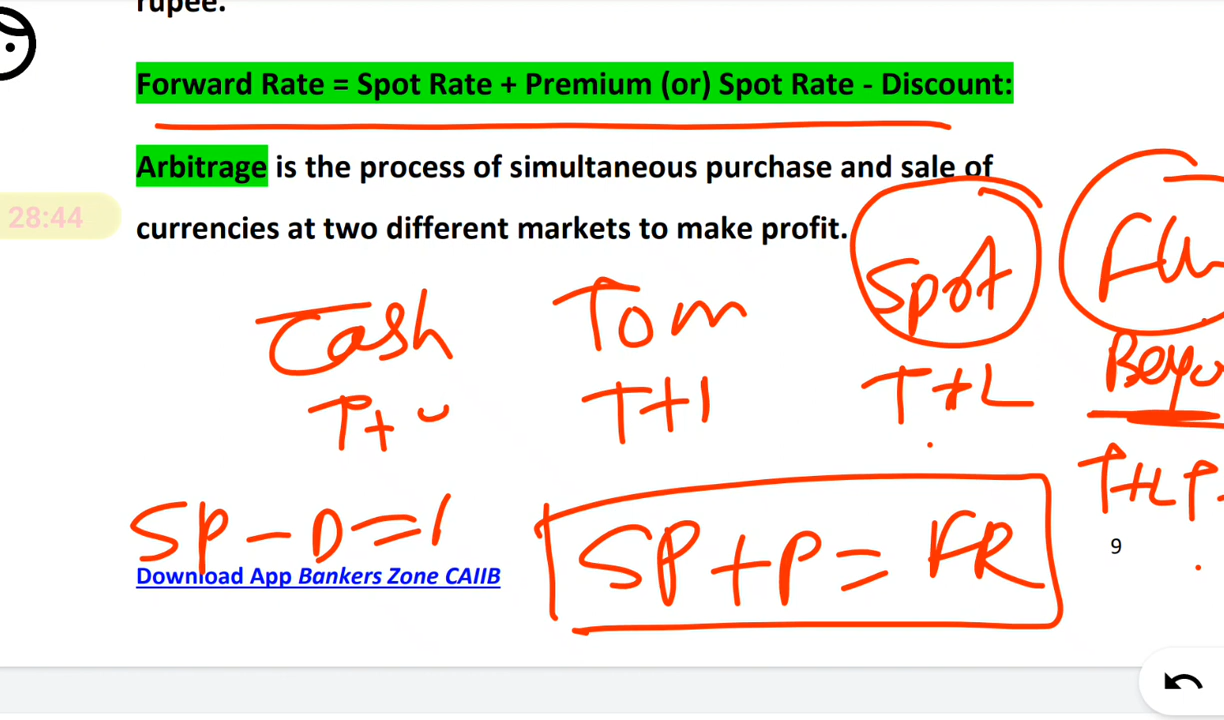 rupee.
Forward Rate = Spot Rate + Premium (or) Spot Rate - Discount:
Arbitrage is the process of simultaneous purchase and sale of
28:44
currencies at two different markets to make profit.
Cash Tom Spot
T+0 T+1 T+2
SP - D = SP + P = FR
9
Download App Bankers Zone CAIIB